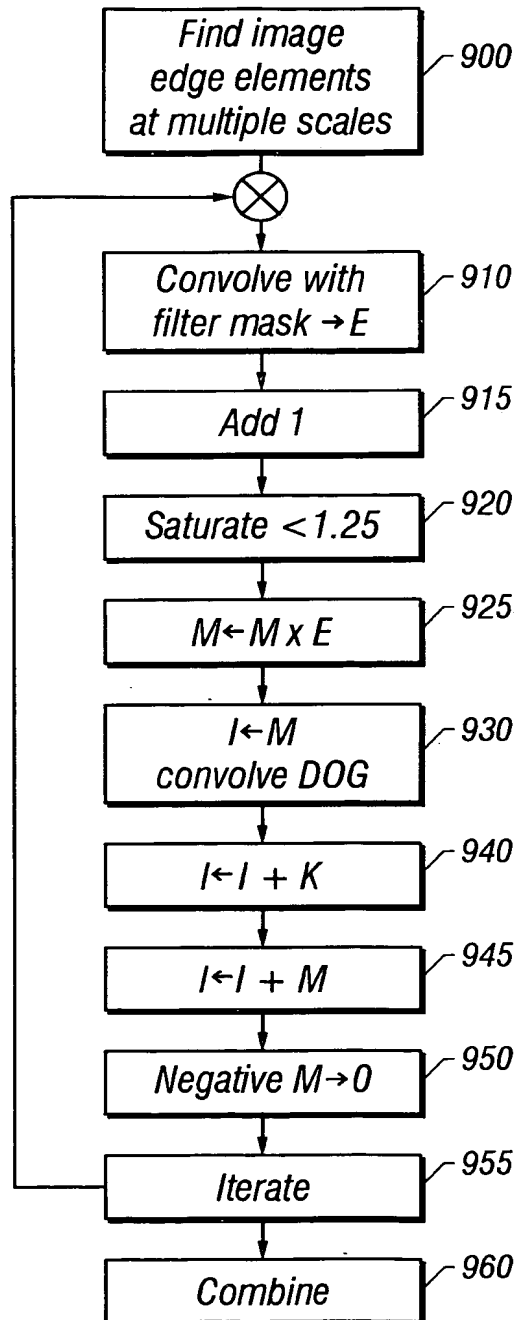 Find image
edge elements
at multiple scales
900
Convolve with
filter mask → E
910
Add 1
915
Saturate < 1.25
920
M ← M x E
925
I ← M
convolve DOG
930
I ← I + K
940
I ← I + M
945
Negative M → 0
950
Iterate
955
Combine
960